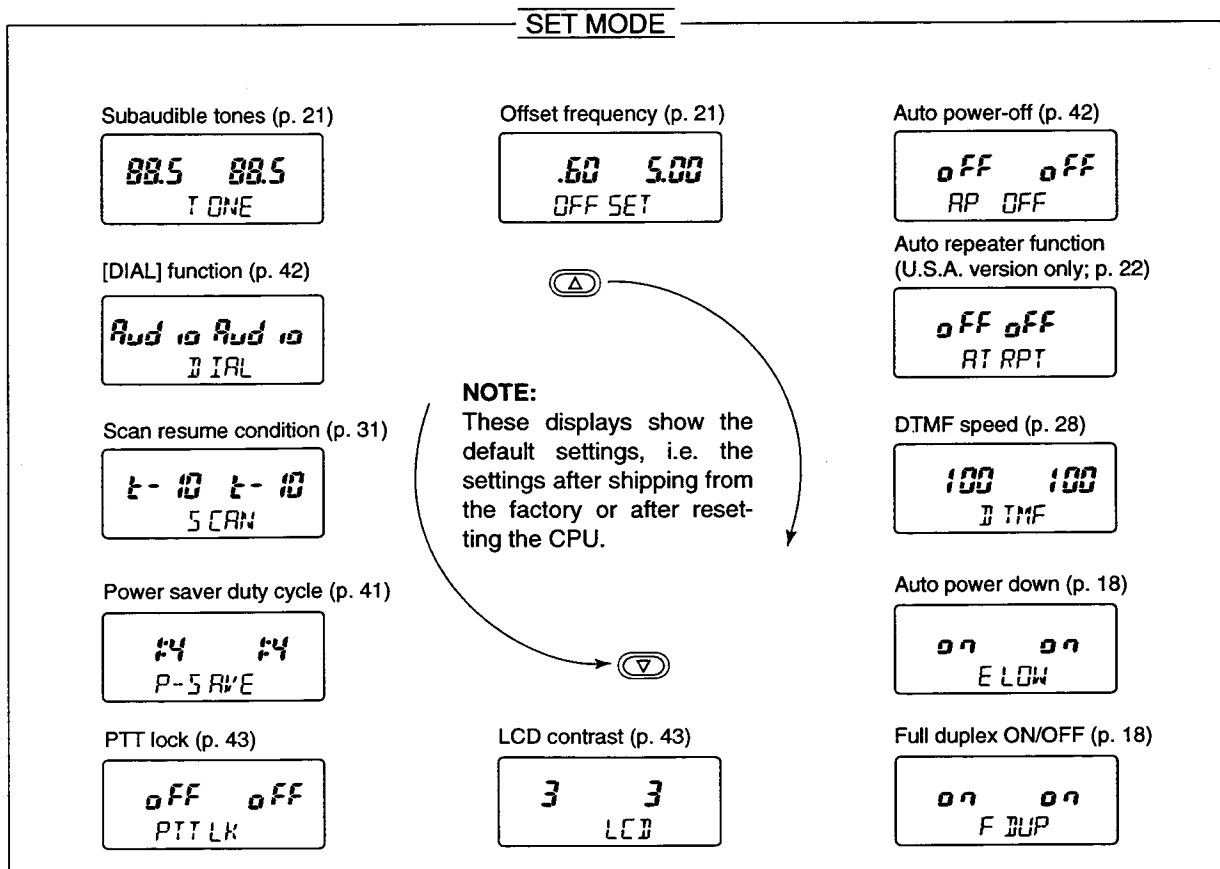 SET MODE
Subaudible tones (p. 21)
88.5 88.5
TONE
[DIAL] function (p. 42)
Audio Audio
DIAL
Scan resume condition (p. 31)
t-10 t-10
SCAN
Power saver duty cycle (p. 41)
1:4 1:4
P-SAVE
PTT lock (p. 43)
oFF oFF
PTT LK
Offset frequency (p. 21)
.60 5.00
OFF SET
NOTE:
These displays show the
default settings, i.e. the
settings after shipping from
the factory or after reset-
ting the CPU.
LCD contrast (p. 43)
3 3
LCD
Auto power-off (p. 42)
oFF oFF
AP OFF
Auto repeater function
(U.S.A. version only; p. 22)
oFF oFF
AT RPT
DTMF speed (p. 28)
100 100
DTMF
Auto power down (p. 18)
on on
E LOW
Full duplex ON/OFF (p. 18)
on on
F DUP